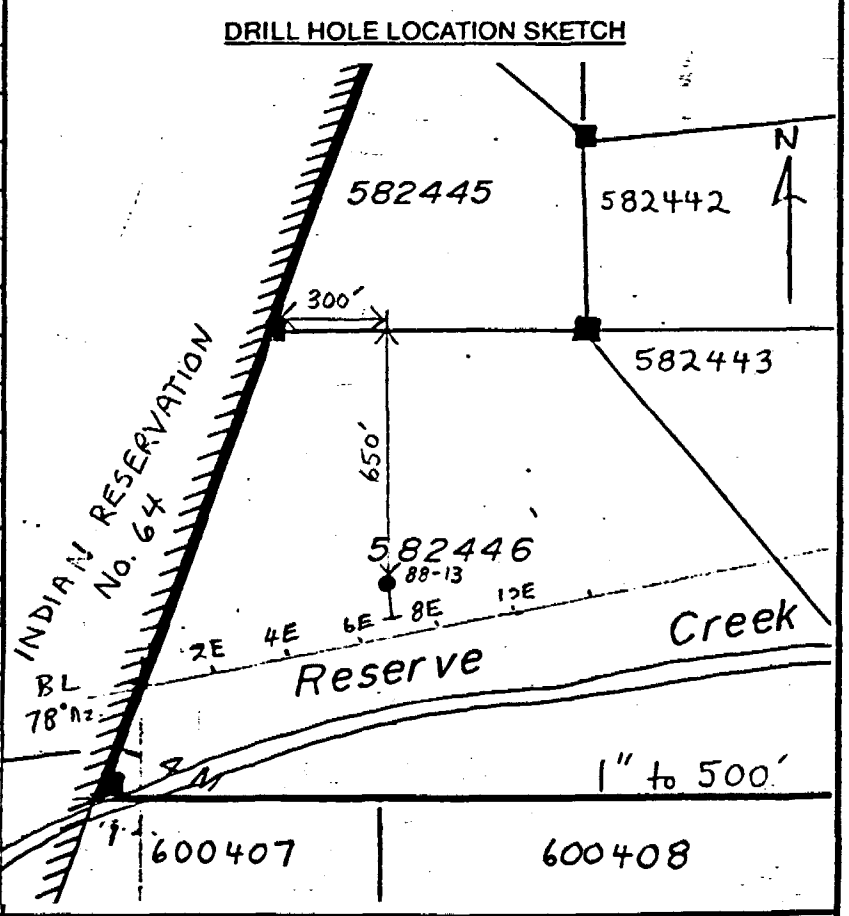 DRILL HOLE LOCATION SKETCH
N
582445
582442
300'
582443
650'
INDIAN RESERVATION
No. 64
582446
88-13
2E 4E 6E 8E 10E
Reserve Creek
BL
78° Az.
1" to 500'
600407
600408